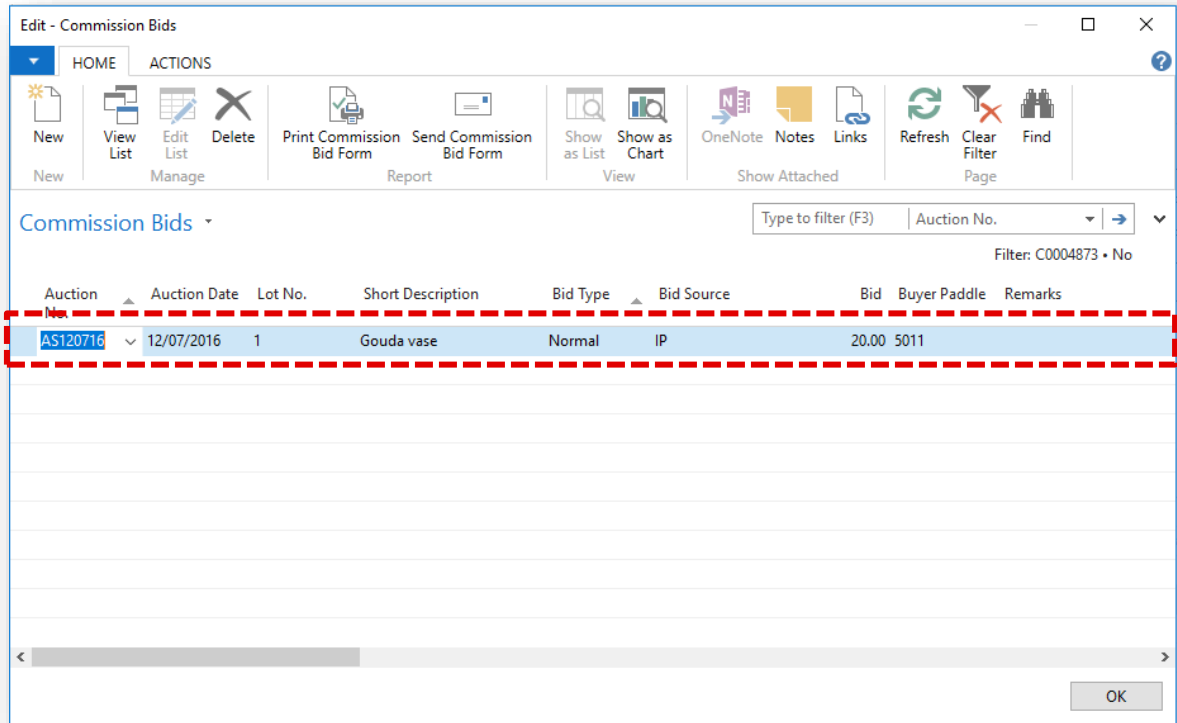 Edit - Commission Bids
HOME ACTIONS
New View List Edit List Delete Print Commission Bid Form Send Commission Bid Form Show as List Show as Chart OneNote Notes Links Refresh Clear Filter Find
New Manage Report View Show Attached Page
Commission Bids Type to filter (F3) Auction No.
Filter: C0004873 • No
Auction No. Auction Date Lot No. Short Description Bid Type Bid Source Bid Buyer Paddle Remarks
AS120716 12/07/2016 1 Gouda vase Normal IP 20.00 5011
OK